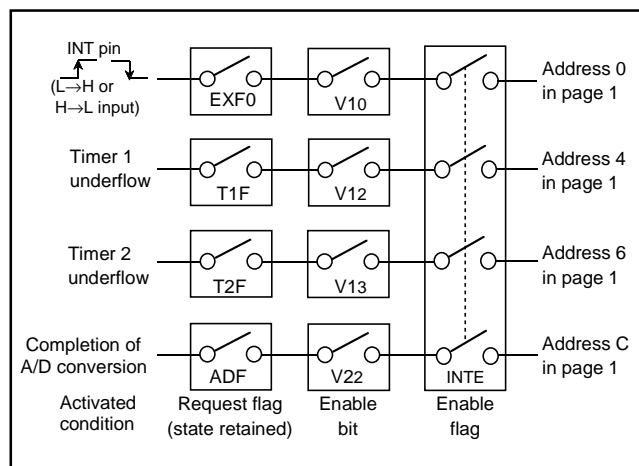 INT pin
(L→H or
H→L input)
EXF0
V10
Address 0
in page 1
Timer 1
underflow
T1F
V12
Address 4
in page 1
Timer 2
underflow
T2F
V13
Address 6
in page 1
Completion of
A/D conversion
ADF
V22
INTE
Address C
in page 1
Activated
condition
Request flag
(state retained)
Enable
bit
Enable
flag